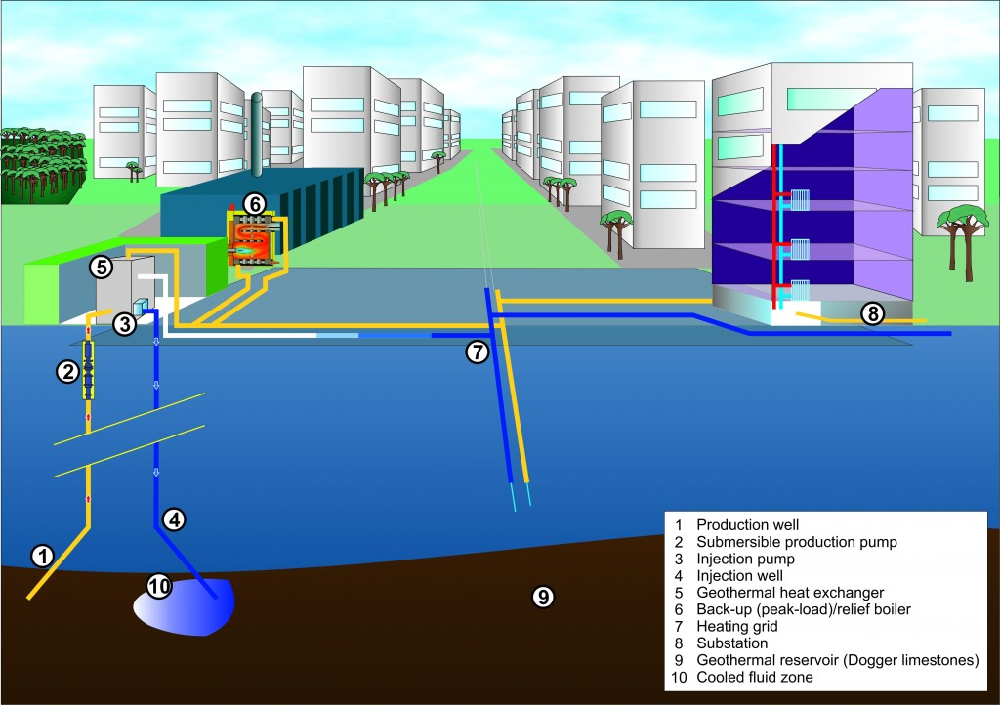 6
5
3
8
7
2
4
1
10
9
1 Production well
2 Submersible production pump
3 Injection pump
4 Injection well
5 Geothermal heat exchanger
6 Back-up (peak-load)/relief boiler
7 Heating grid
8 Substation
9 Geothermal reservoir (Dogger limestones)
10 Cooled fluid zone